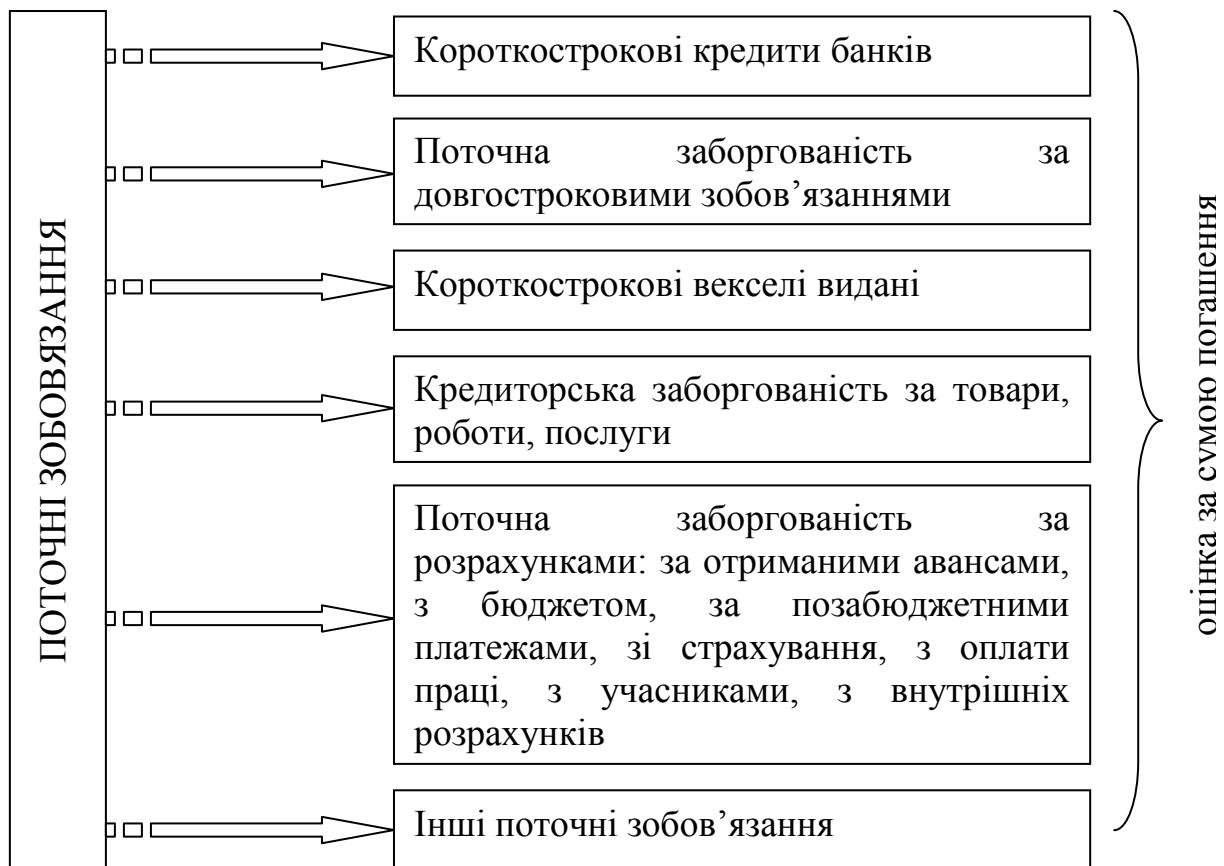 ПОТОЧНІ ЗОБОВЯЗАННЯ
Короткострокові кредити банків
Поточна заборгованість за
довгостроковими зобов’язаннями
Короткострокові векселі видані
Кредиторська заборгованість за товари,
роботи, послуги
Поточна заборгованість за
розрахунками: за отриманими авансами,
з бюджетом, за позабюджетними
платежами, зі страхування, з оплати
праці, з учасниками, з внутрішніх
розрахунків
Інші поточні зобов’язання
оцінка за сумою погашення